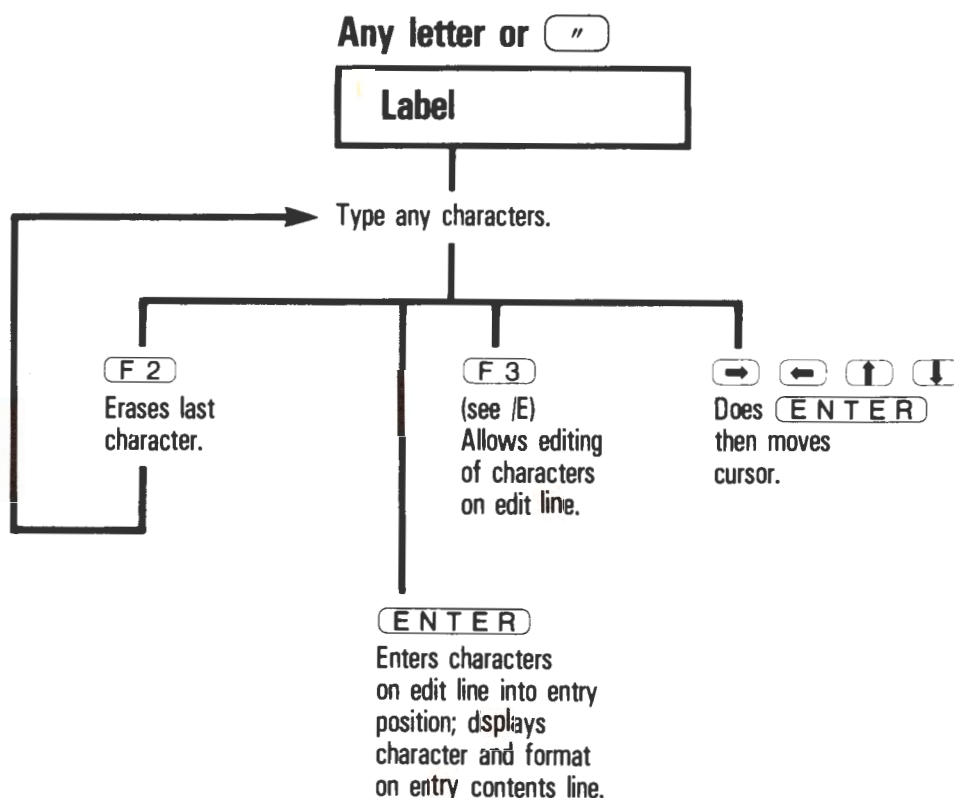 Any letter or "
Label
Type any characters.
F 2
Erases last
character.
F 3
(see /E)
Allows editing
of characters
on edit line.
→ ← ↑ ↓
Does ENTER
then moves
cursor.
ENTER
Enters characters
on edit line into entry
position; displays
character and format
on entry contents line.